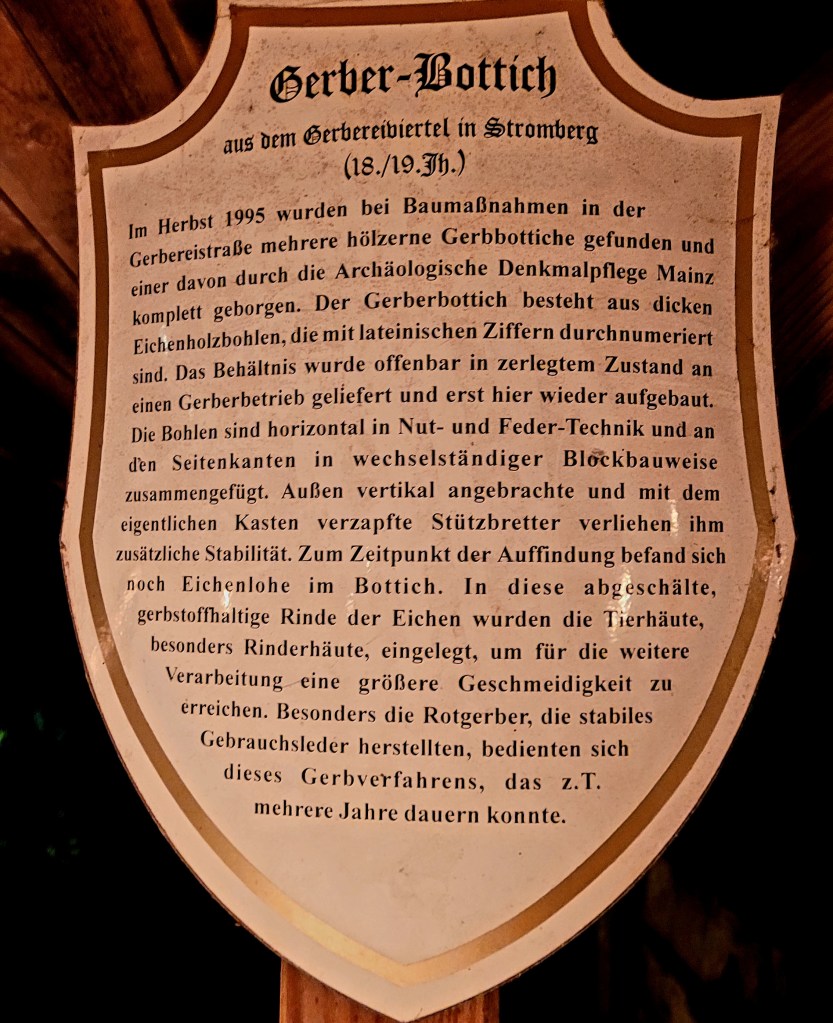 Gerber-Bottich
aus dem Gerbereiviertel in Stromberg
(18./19.Jh.)
Im Herbst 1995 wurden bei Baumaßnahmen in der
Gerbereistraße mehrere hölzerne Gerbbottiche gefunden und
einer davon durch die Archäologische Denkmalpflege Mainz
komplett geborgen. Der Gerberbottich besteht aus dicken
Eichenholzbohlen, die mit lateinischen Ziffern durchnumeriert
sind. Das Behältnis wurde offenbar in zerlegtem Zustand an
einen Gerberbetrieb geliefert und erst hier wieder aufgebaut.
Die Bohlen sind horizontal in Nut- und Feder-Technik und an
den Seitenkanten in wechselständiger Blockbauweise
zusammengefügt. Außen vertikal angebrachte und mit dem
eigentlichen Kasten verzapfte Stützbretter verliehen ihm
zusätzliche Stabilität. Zum Zeitpunkt der Auffindung befand sich
noch Eichenlohe im Bottich. In diese abgeschälte,
gerbstoffhaltige Rinde der Eichen wurden die Tierhäute,
besonders Rinderhäute, eingelegt, um für die weitere
Verarbeitung eine größere Geschmeidigkeit zu
erreichen. Besonders die Rotgerber, die stabiles
Gebrauchsleder herstellten, bedienten sich
dieses Gerbverfahrens, das z.T.
mehrere Jahre dauern konnte.